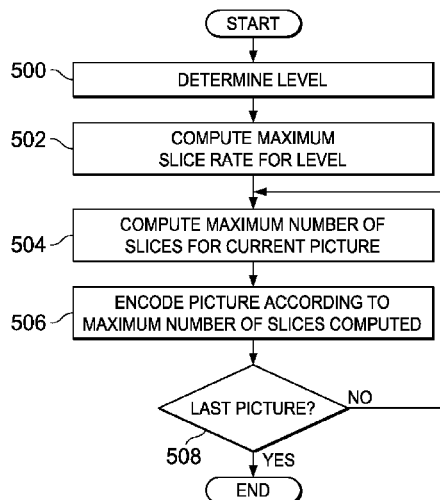 START
500
DETERMINE LEVEL
502
COMPUTE MAXIMUM
SLICE RATE FOR LEVEL
504
COMPUTE MAXIMUM NUMBER OF
SLICES FOR CURRENT PICTURE
506
ENCODE PICTURE ACCORDING TO
MAXIMUM NUMBER OF SLICES COMPUTED
LAST PICTURE?
NO
508
YES
END